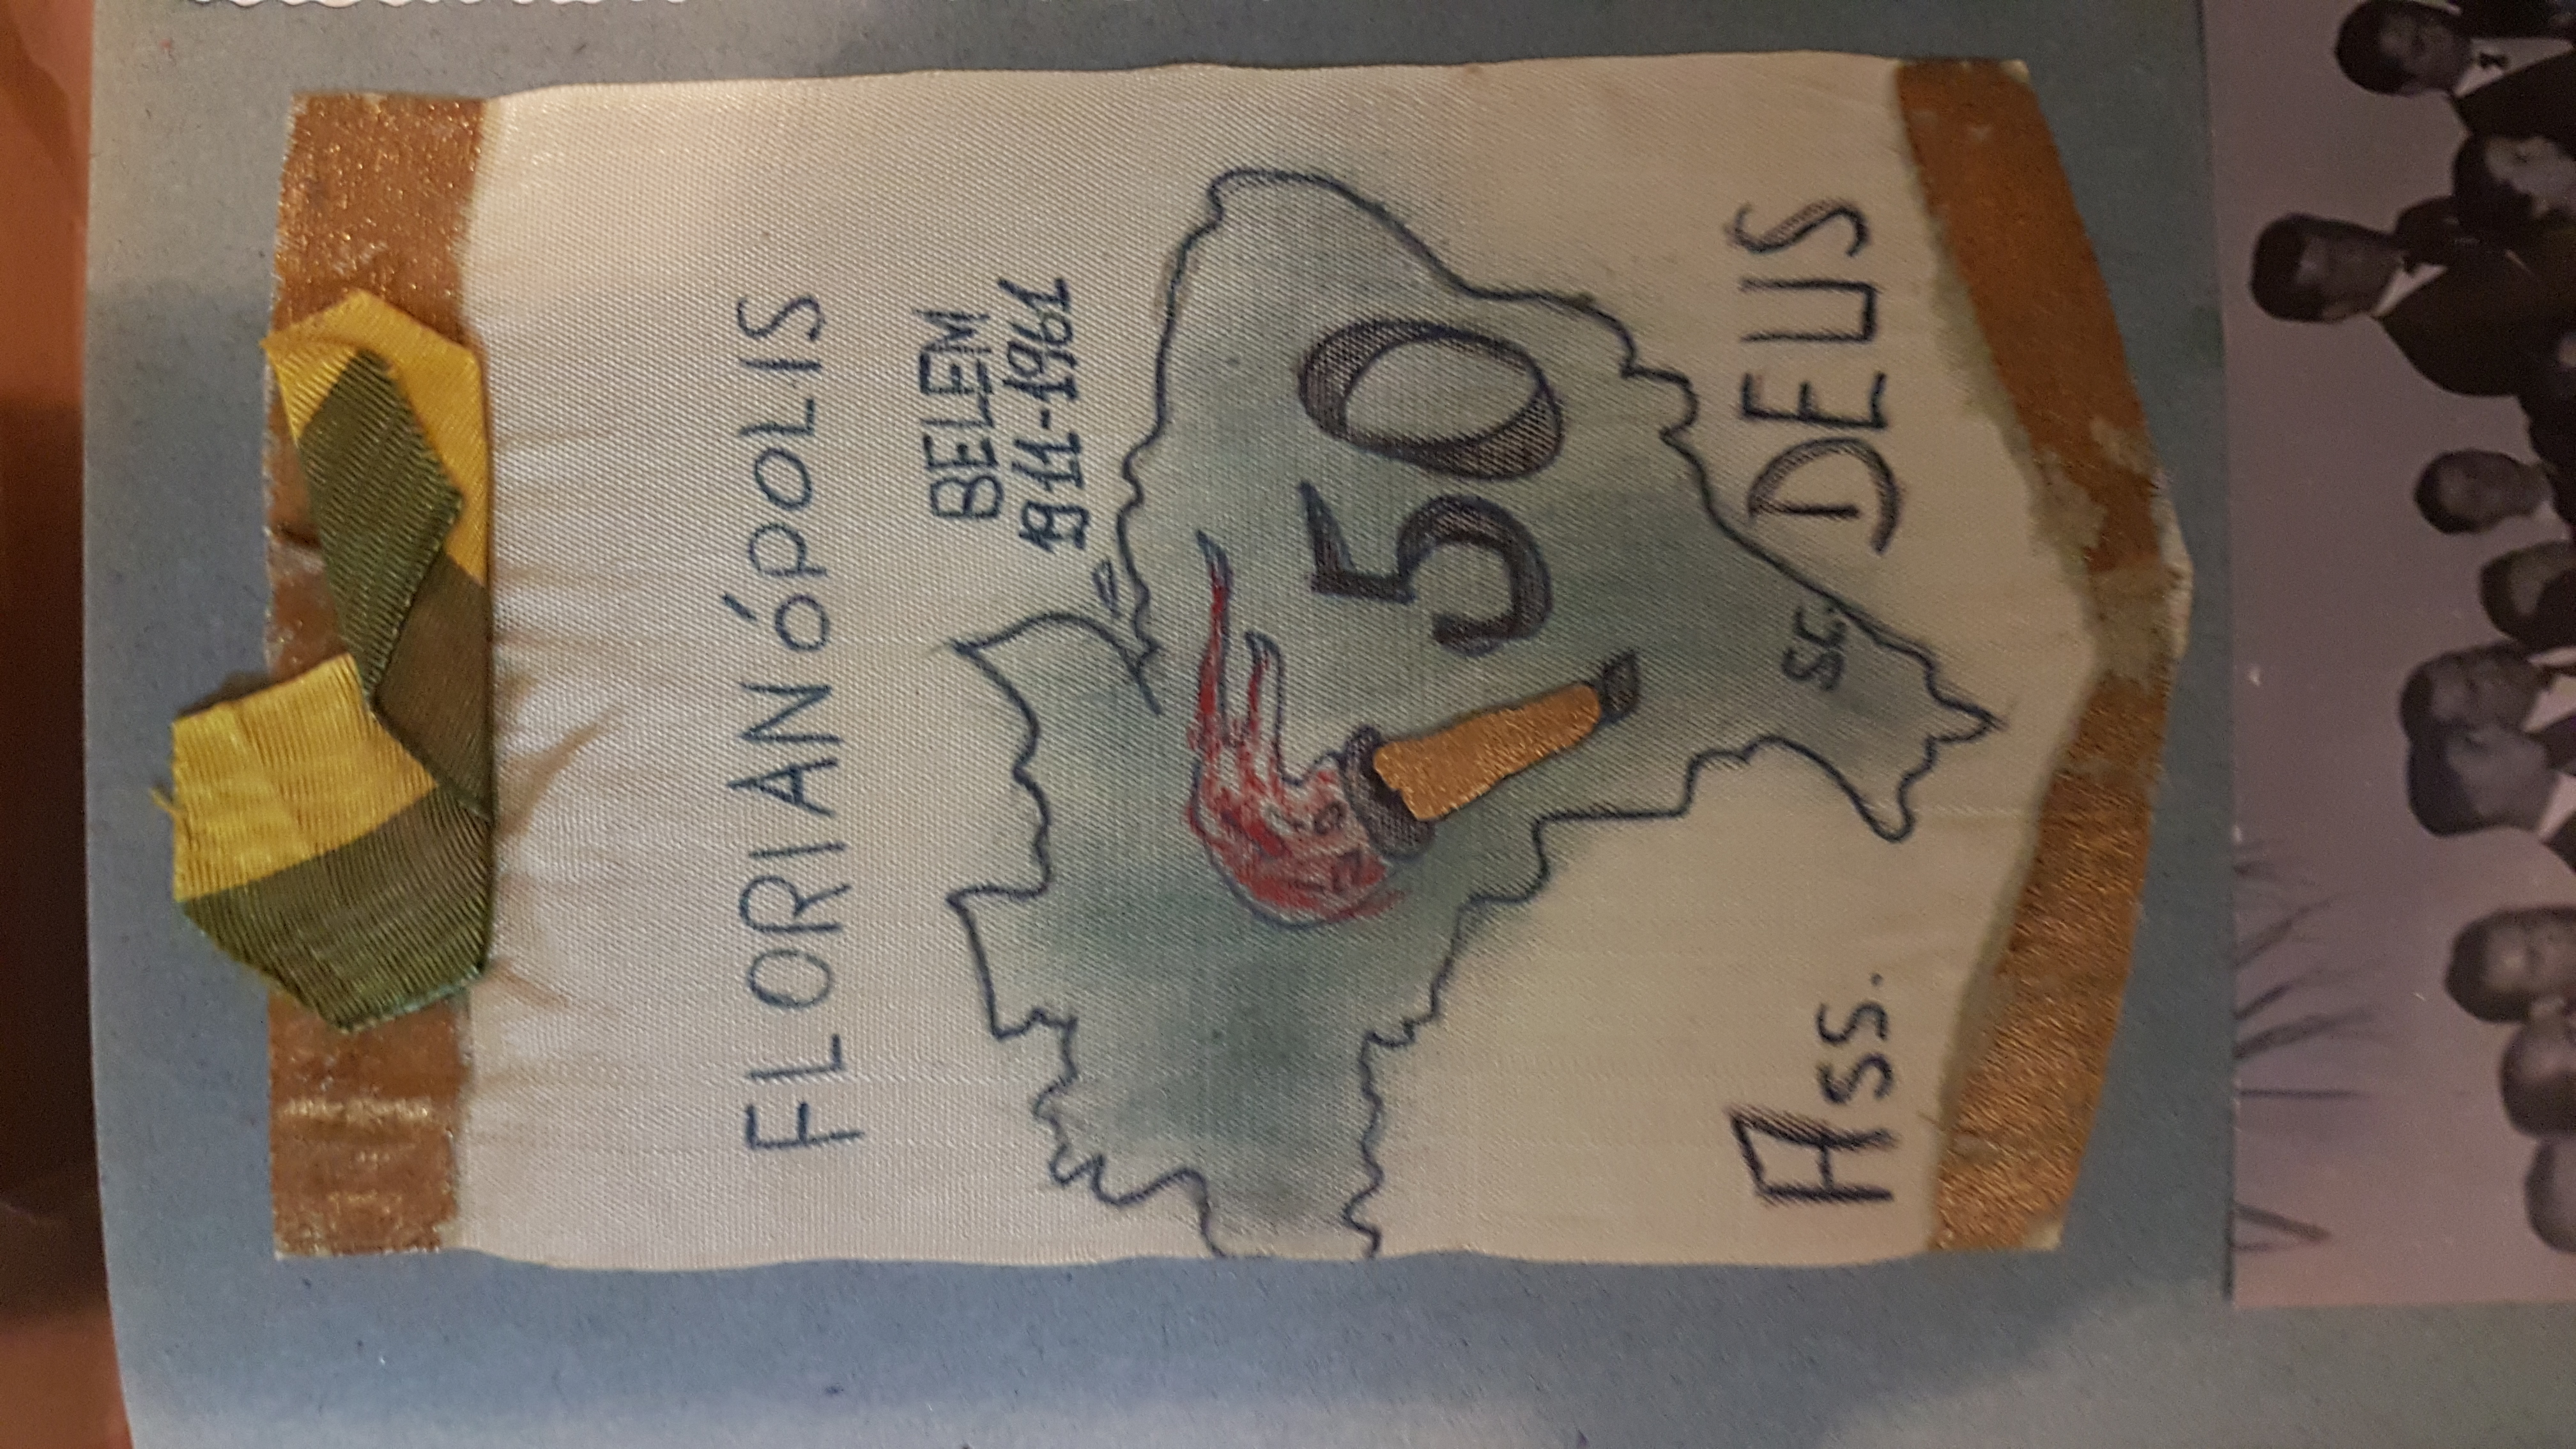 FLORIANÓPOLIS
BELEM
1911-1961
50
SC.
Ass. DEUS